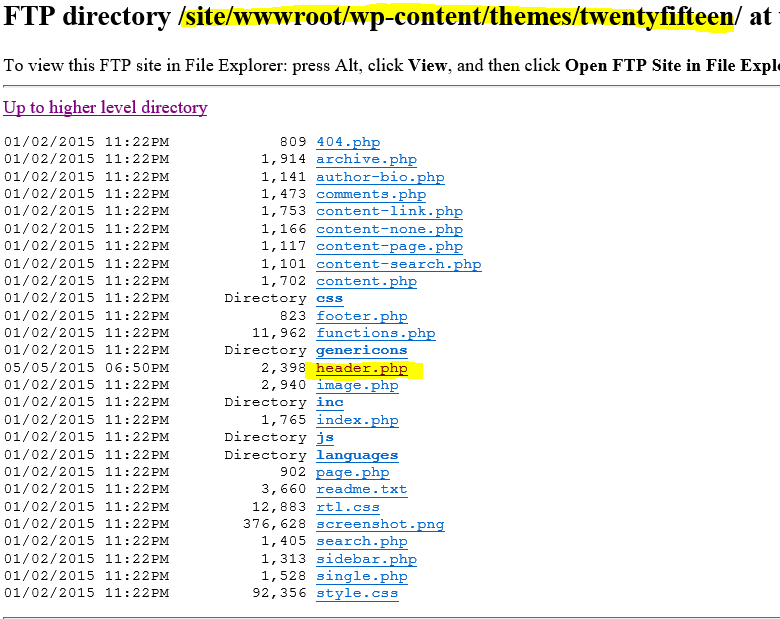 FTP directory /site/wwwroot/wp-content/themes/twentyfifteen/ at
To view this FTP site in File Explorer: press Alt, click View, and then click Open FTP Site in File
Up to higher level directory
01/02/2015 11:22PM 809 404.php
01/02/2015 11:22PM 1,914 archive.php
01/02/2015 11:22PM 1,141 author-bio.php
01/02/2015 11:22PM 1,473 comments.php
01/02/2015 11:22PM 1,753 content-link.php
01/02/2015 11:22PM 1,166 content-none.php
01/02/2015 11:22PM 1,117 content-page.php
01/02/2015 11:22PM 1,101 content-search.php
01/02/2015 11:22PM 1,702 content.php
01/02/2015 11:22PM Directory css
01/02/2015 11:22PM 823 footer.php
01/02/2015 11:22PM 11,962 functions.php
01/02/2015 11:22PM Directory genericons
05/05/2015 06:50PM 2,398 header.php
01/02/2015 11:22PM 2,940 image.php
01/02/2015 11:22PM Directory inc
01/02/2015 11:22PM 1,765 index.php
01/02/2015 11:22PM Directory js
01/02/2015 11:22PM Directory languages
01/02/2015 11:22PM 902 page.php
01/02/2015 11:22PM 3,660 readme.txt
01/02/2015 11:22PM 12,883 rtl.css
01/02/2015 11:22PM 376,628 screenshot.png
01/02/2015 11:22PM 1,405 search.php
01/02/2015 11:22PM 1,313 sidebar.php
01/02/2015 11:22PM 1,528 single.php
01/02/2015 11:22PM 92,356 style.css